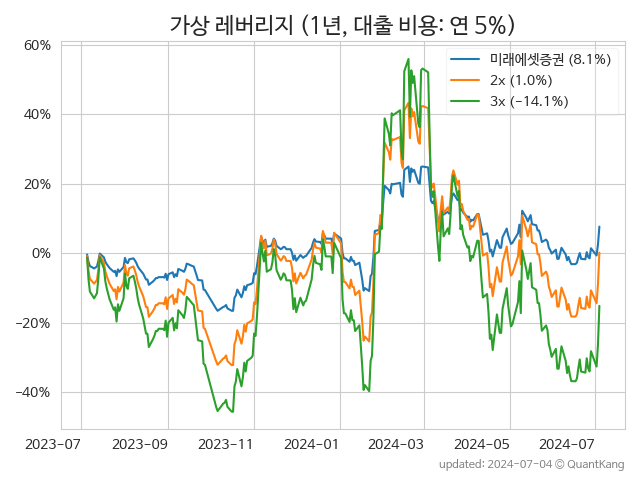 가상 레버리지 (1년, 대출 비용: 연 5%)
미래에셋증권 (8.1%)
2x (1.0%)
3x (−14.1%)
60%
40%
20%
0%
−20%
−40%
2023-07 2023-09 2023-11 2024-01 2024-03 2024-05 2024-07
updated: 2024-07-04 © QuantKang